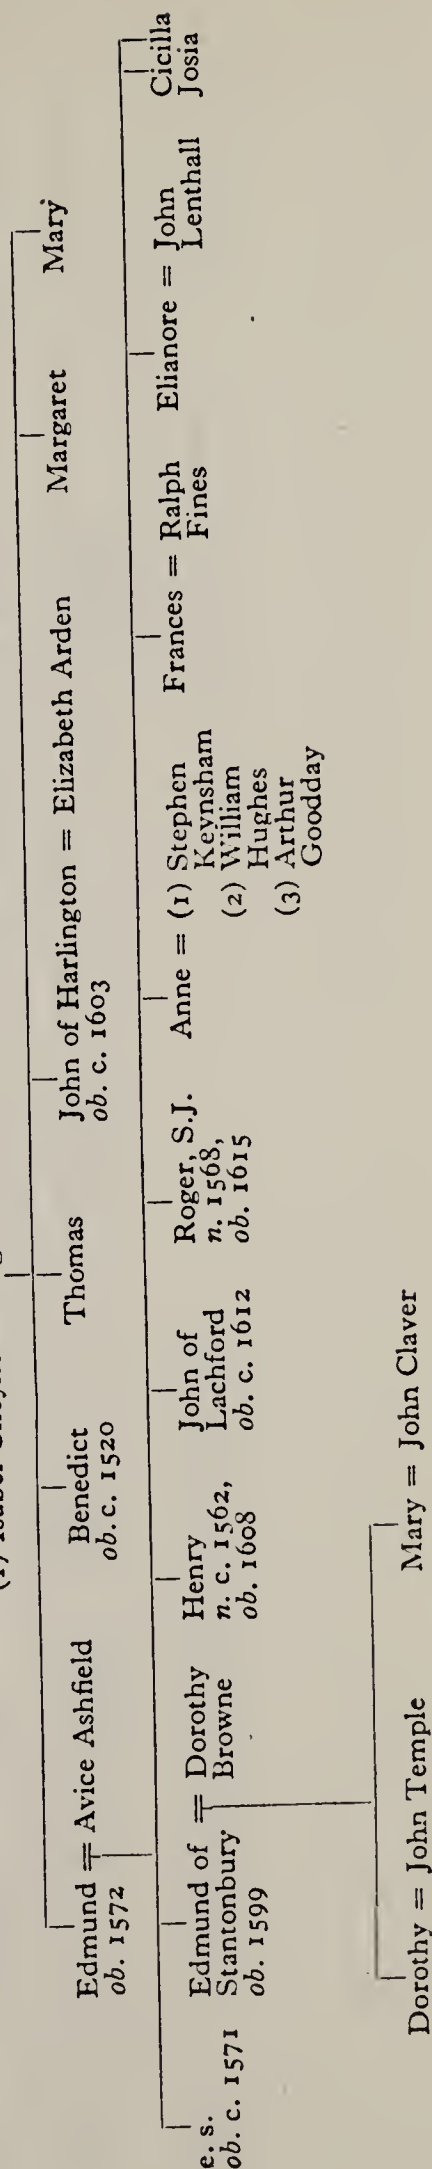 Edmund = Avice Ashfield
ob. 1572
Benedict
ob. c. 1520
Thomas
John of Harlington = Elizabeth Arden
ob. c. 1603
Margaret
Mary
e. s.
ob. c. 1571
Edmund of = Dorothy
Stantonbury Browne
ob. 1599
Henry
n. c. 1562,
ob. 1608
John of
Lachford
ob. c. 1612
Roger, S.J.
n. 1568,
ob. 1615
Anne = (1) Stephen
Keynsham
(2) William
Hughes
(3) Arthur
Goodday
Frances = Ralph
Fines
Elianore = John
Lenthall
Cicilla
Josia
Dorothy = John Temple
Mary = John Claver